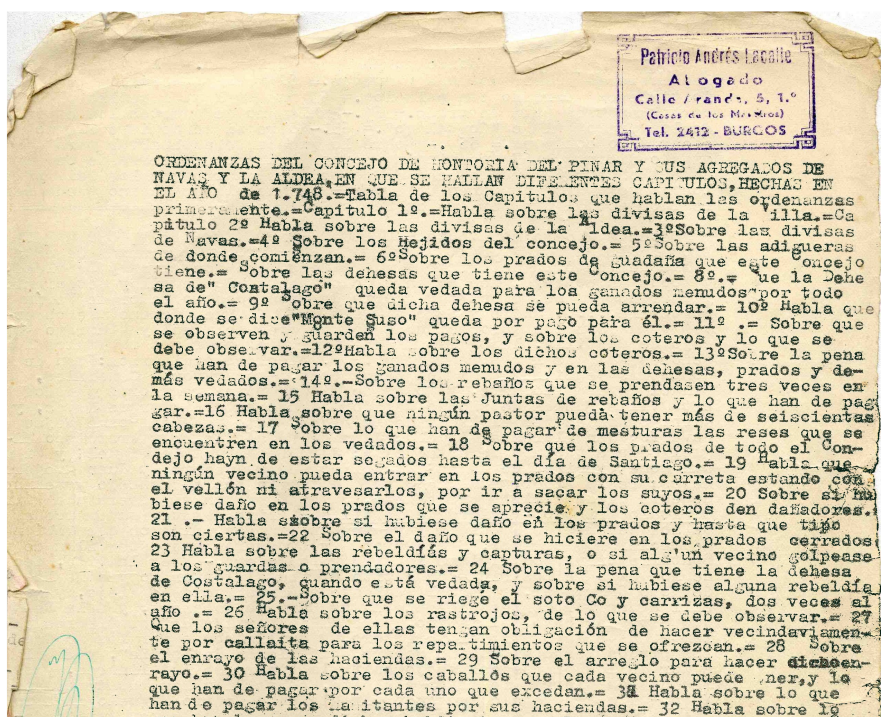 Patricio Andrés Lacalle
Abogado
Calle 5, 1.º
(Casas de los Maestros)
Tel. 2412 - BURGOS
ORDENANZAS DEL CONCEJO DE HONTORIA DEL PINAR Y SUS AGREGADOS DE
NAVAS Y LA ALDEA, EN QUE SE HALLAN DIFERENTES CAPITULOS, HECHAS EN
EL AÑO de 1.748.=Tabla de los Capitulos que hablan las ordenanzas
primeramente.=Capitulo 1º.=Habla sobre las divisas de la Villa.=Ca
pitulo 2º Habla sobre las divisas de la Aldea.=3ºSobre las divisas
de Navas.=4º Sobre los Hejidos del concejo.= 5ºSobre las adigueras
de donde comienzan.= 6ºSobre los prados de guadaña que este Concejo
tiene.= Sobre las dehesas que tiene este Concejo.= 8º.= Que la Dehe
sa de" Costalago" queda vedada para los ganados menudos por todo
el año.= 9º Sobre que dicha dehesa se pueda arrendar.= 10º Habla que
donde se dice"Monte Suso" queda por pago para él.= 11º .= Sobre que
se observen y guarden los pagos, y sobre los coteros y lo que se
debe observar.=12ºHabla sobre los dichos coteros.= 13ºSobre la pena
que han de pagar los ganados menudos y en las dehesas, prados y de-
más vedados.= 14º.-Sobre los rebaños que se prendasen tres veces en
la semana.= 15 Habla sobre las Juntas de rebaños y lo que han de pag
gar.=16 Habla sobre que ningún pastor pueda tener más de seiscientas
cabezas.= 17 Sobre lo que han de pagar de mesturas las reses que se
encuentren en los vedados.= 18 Sobre que los prados de todo el Con-
dejo hayn de estar segados hasta el día de Santiago.= 19 Habla que
ningún vecino pueda entrar en los prados con su carreta estando con
el vellón ni atravesarlos, por ir a sacar los suyos.= 20 Sobre si hu
biese daño en los prados que se aprecie y los coteros den dañadores.
21 .- Habla ssobre si hubiese daño en los prados y hasta que tipo
son ciertas.=22 Sobre el daño que se hiciere en los prados cerrados
23 Habla sobre las rebeldíås y capturas, o si alg'un vecino golpease
a los guardas o prendadores.= 24 Sobre la pena que tiene la dehesa
de Costalago, quando está vedada, y sobre si hubiese alguna rebeldía
en ella.= 25.-Sobre que se riegé el soto Co y carrizas, dos veces al
año .= 26 Habla sobre los rastrojos, de lo que se debe observar.= 27
Que los señores de ellas tengan obligación de hacer
te por callaita para los repartimientos que se ofrezcan.= 28 Sobre
el enrayo de las haciendas.= 29 Sobre el arreglo para hacer dichoen-
rayo.= 30 Habla sobre los caballos que cada vecino puede ner,y lo
que han de pagar por cada uno que excedan.= 31 Habla sobre lo que
han de pagar los habitantes por sus haciendas.= 32 Habla sobre lo